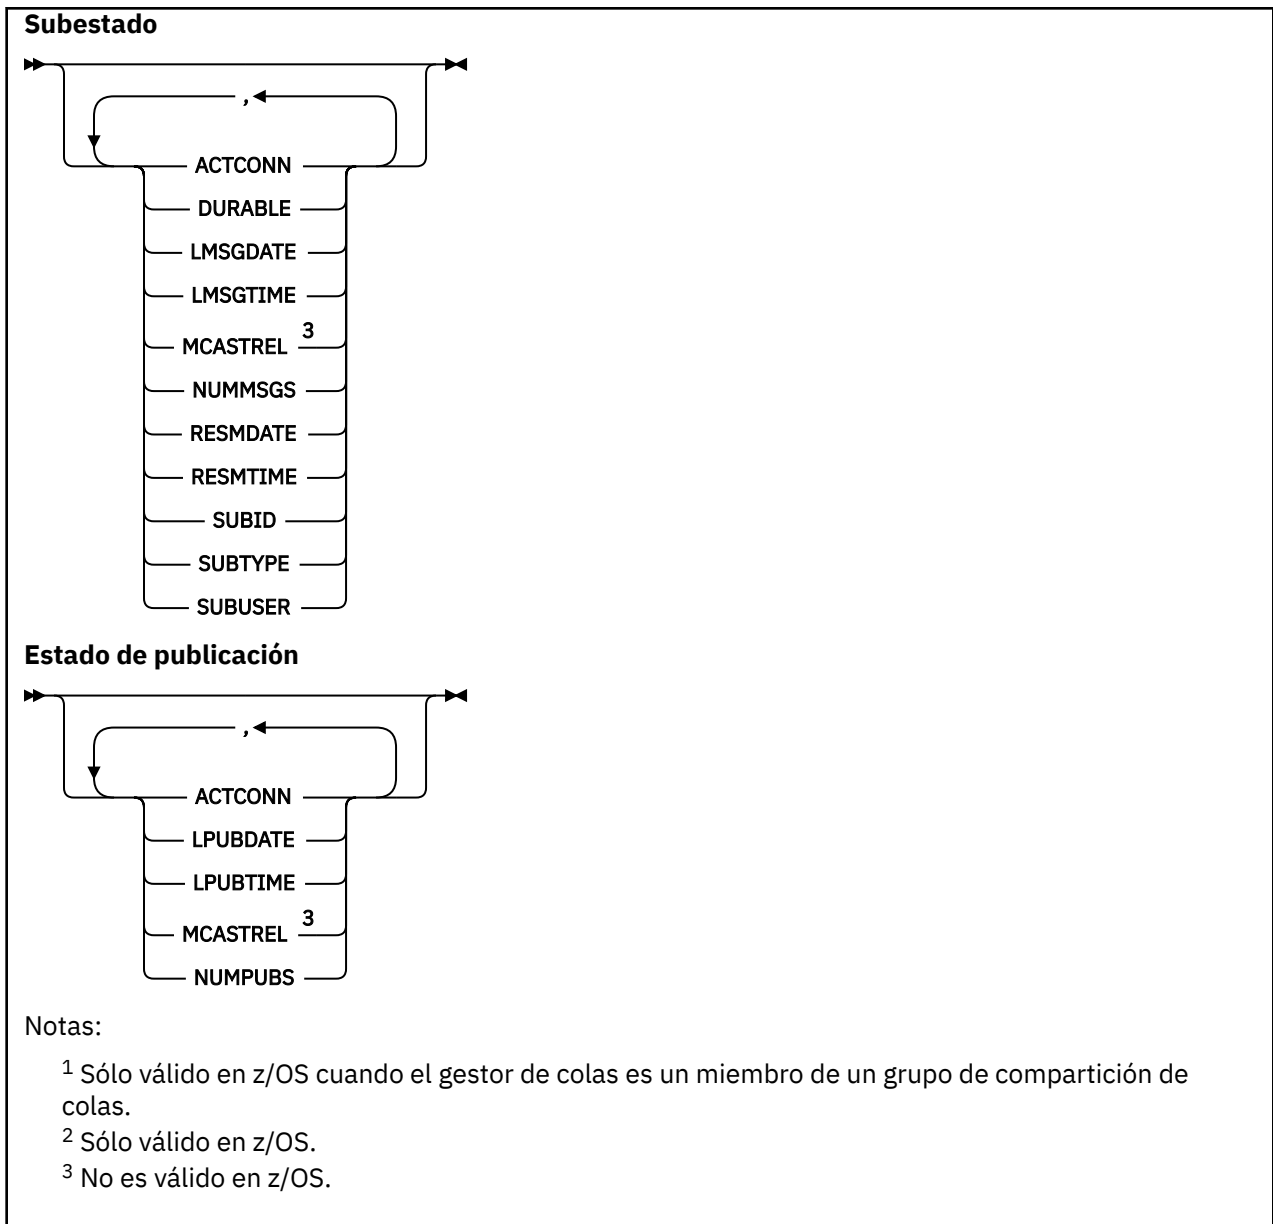 Subestado
,
ACTCONN
DURABLE
LMSGDATE
LMSGTIME
MCASTREL 3
NUMMSGS
RESMDATE
RESMTIME
SUBID
SUBTYPE
SUBUSER
Estado de publicación
,
ACTCONN
LPUBDATE
LPUBTIME
MCASTREL 3
NUMPUBS
Notas:
1 Sólo válido en z/OS cuando el gestor de colas es un miembro de un grupo de compartición de
colas.
2 Sólo válido en z/OS.
3 No es válido en z/OS.